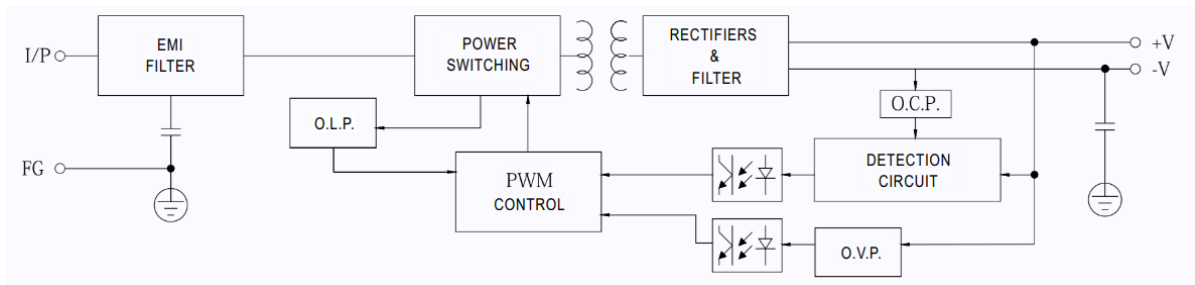 I/P
EMI
FILTER
POWER
SWITCHING
RECTIFIERS
&
FILTER
+V
-V
O.C.P.
O.L.P.
FG
PWM
CONTROL
DETECTION
CIRCUIT
O.V.P.